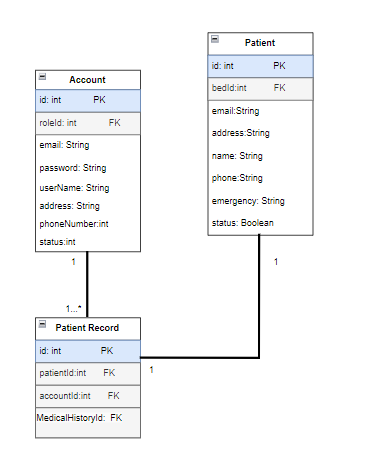 Account
id: int PK
roleId: int FK
email: String
password: String
userName: String
address: String
phoneNumber:int
status:int
1
1...*
Patient
id: int PK
bedId:int FK
email:String
address:String
name: String
phone:String
emergency: String
status: Boolean
1
1
Patient Record
id: int PK
patientId:int FK
accountId:int FK
MedicalHistoryId: FK